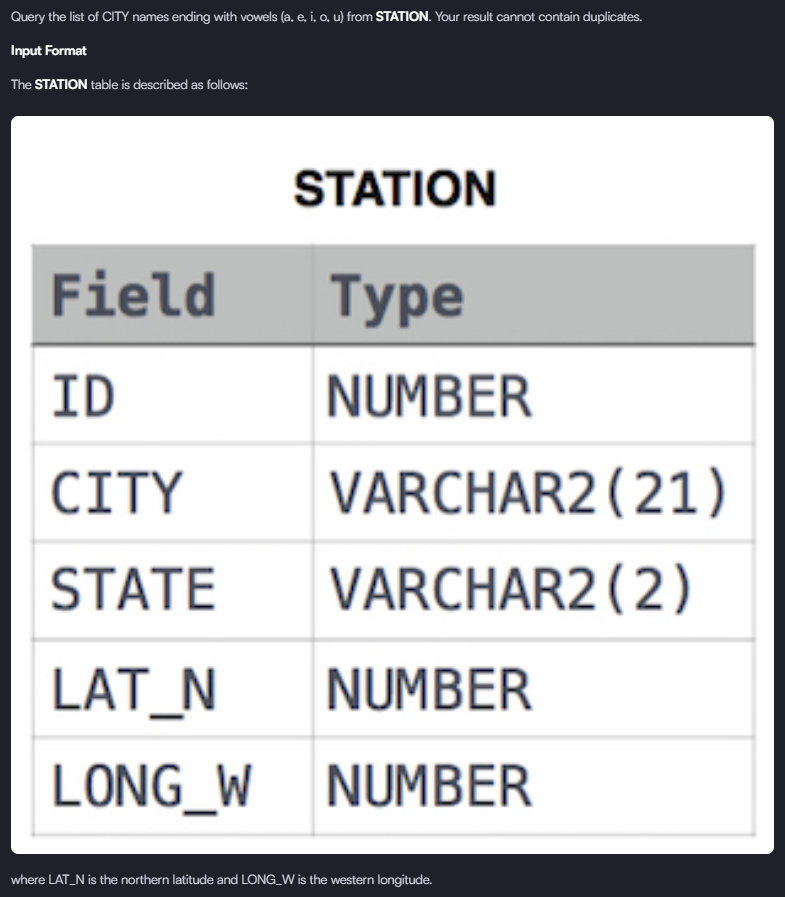 Query the list of CITY names ending with vowels (a, e, i, o, u) from STATION. Your result cannot contain duplicates.
Input Format
The STATION table is described as follows:
STATION
Field Type
ID NUMBER
CITY VARCHAR2(21)
STATE VARCHAR2(2)
LAT_N NUMBER
LONG_W NUMBER
where LAT_N is the northern latitude and LONG_W is the western longitude.